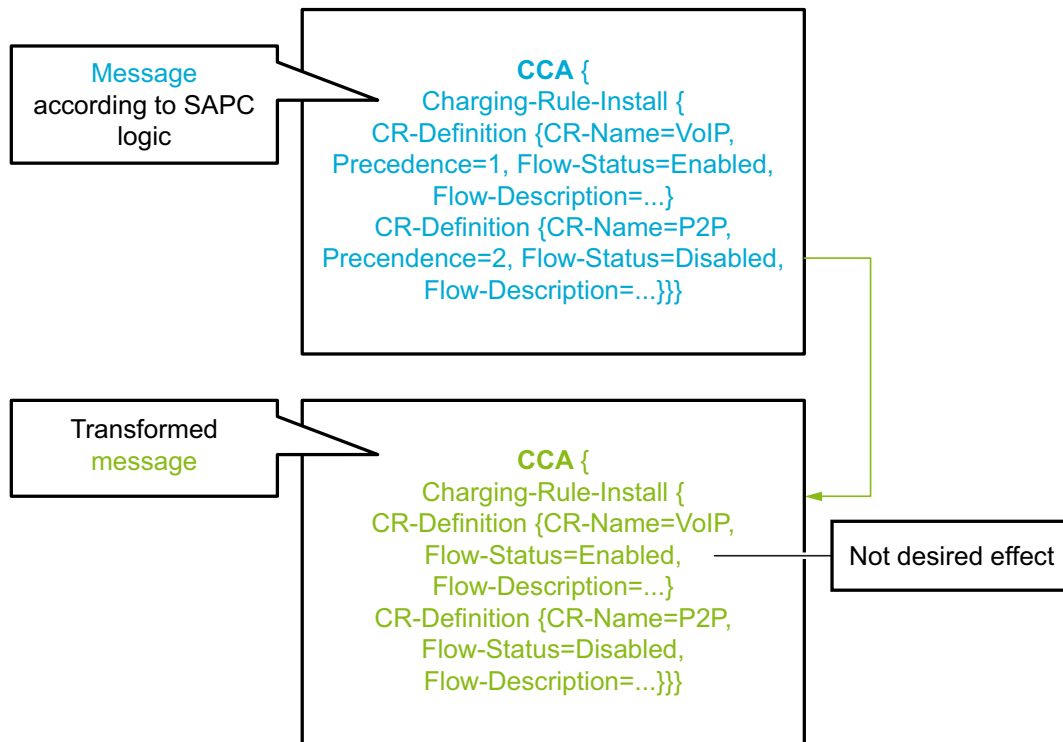 Message
according to SAPC
logic
CCA {
Charging-Rule-Install {
CR-Definition {CR-Name=VoIP,
Precedence=1, Flow-Status=Enabled,
Flow-Description=...}
CR-Definition {CR-Name=P2P,
Precendence=2, Flow-Status=Disabled,
Flow-Description=...}}}
Transformed
message
CCA {
Charging-Rule-Install {
CR-Definition {CR-Name=VoIP,
Flow-Status=Enabled,
Flow-Description=...}
CR-Definition {CR-Name=P2P,
Flow-Status=Disabled,
Flow-Description=...}}}
Not desired effect